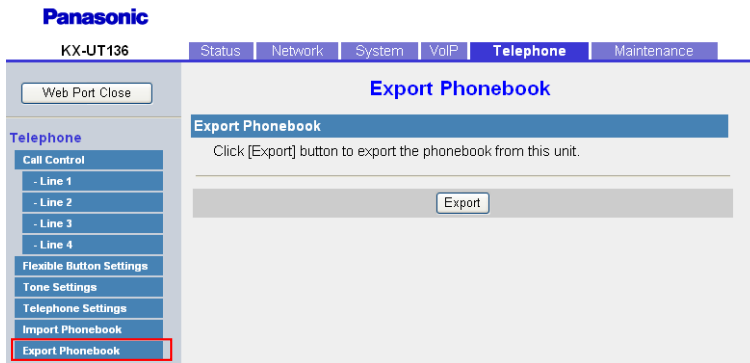 Panasonic
KX-UT136
Status Network System VoIP Telephone Maintenance
Web Port Close
Telephone
Call Control
- Line 1
- Line 2
- Line 3
- Line 4
Flexible Button Settings
Tone Settings
Telephone Settings
Import Phonebook
Export Phonebook
Export Phonebook
Export Phonebook
Click [Export] button to export the phonebook from this unit.
Export